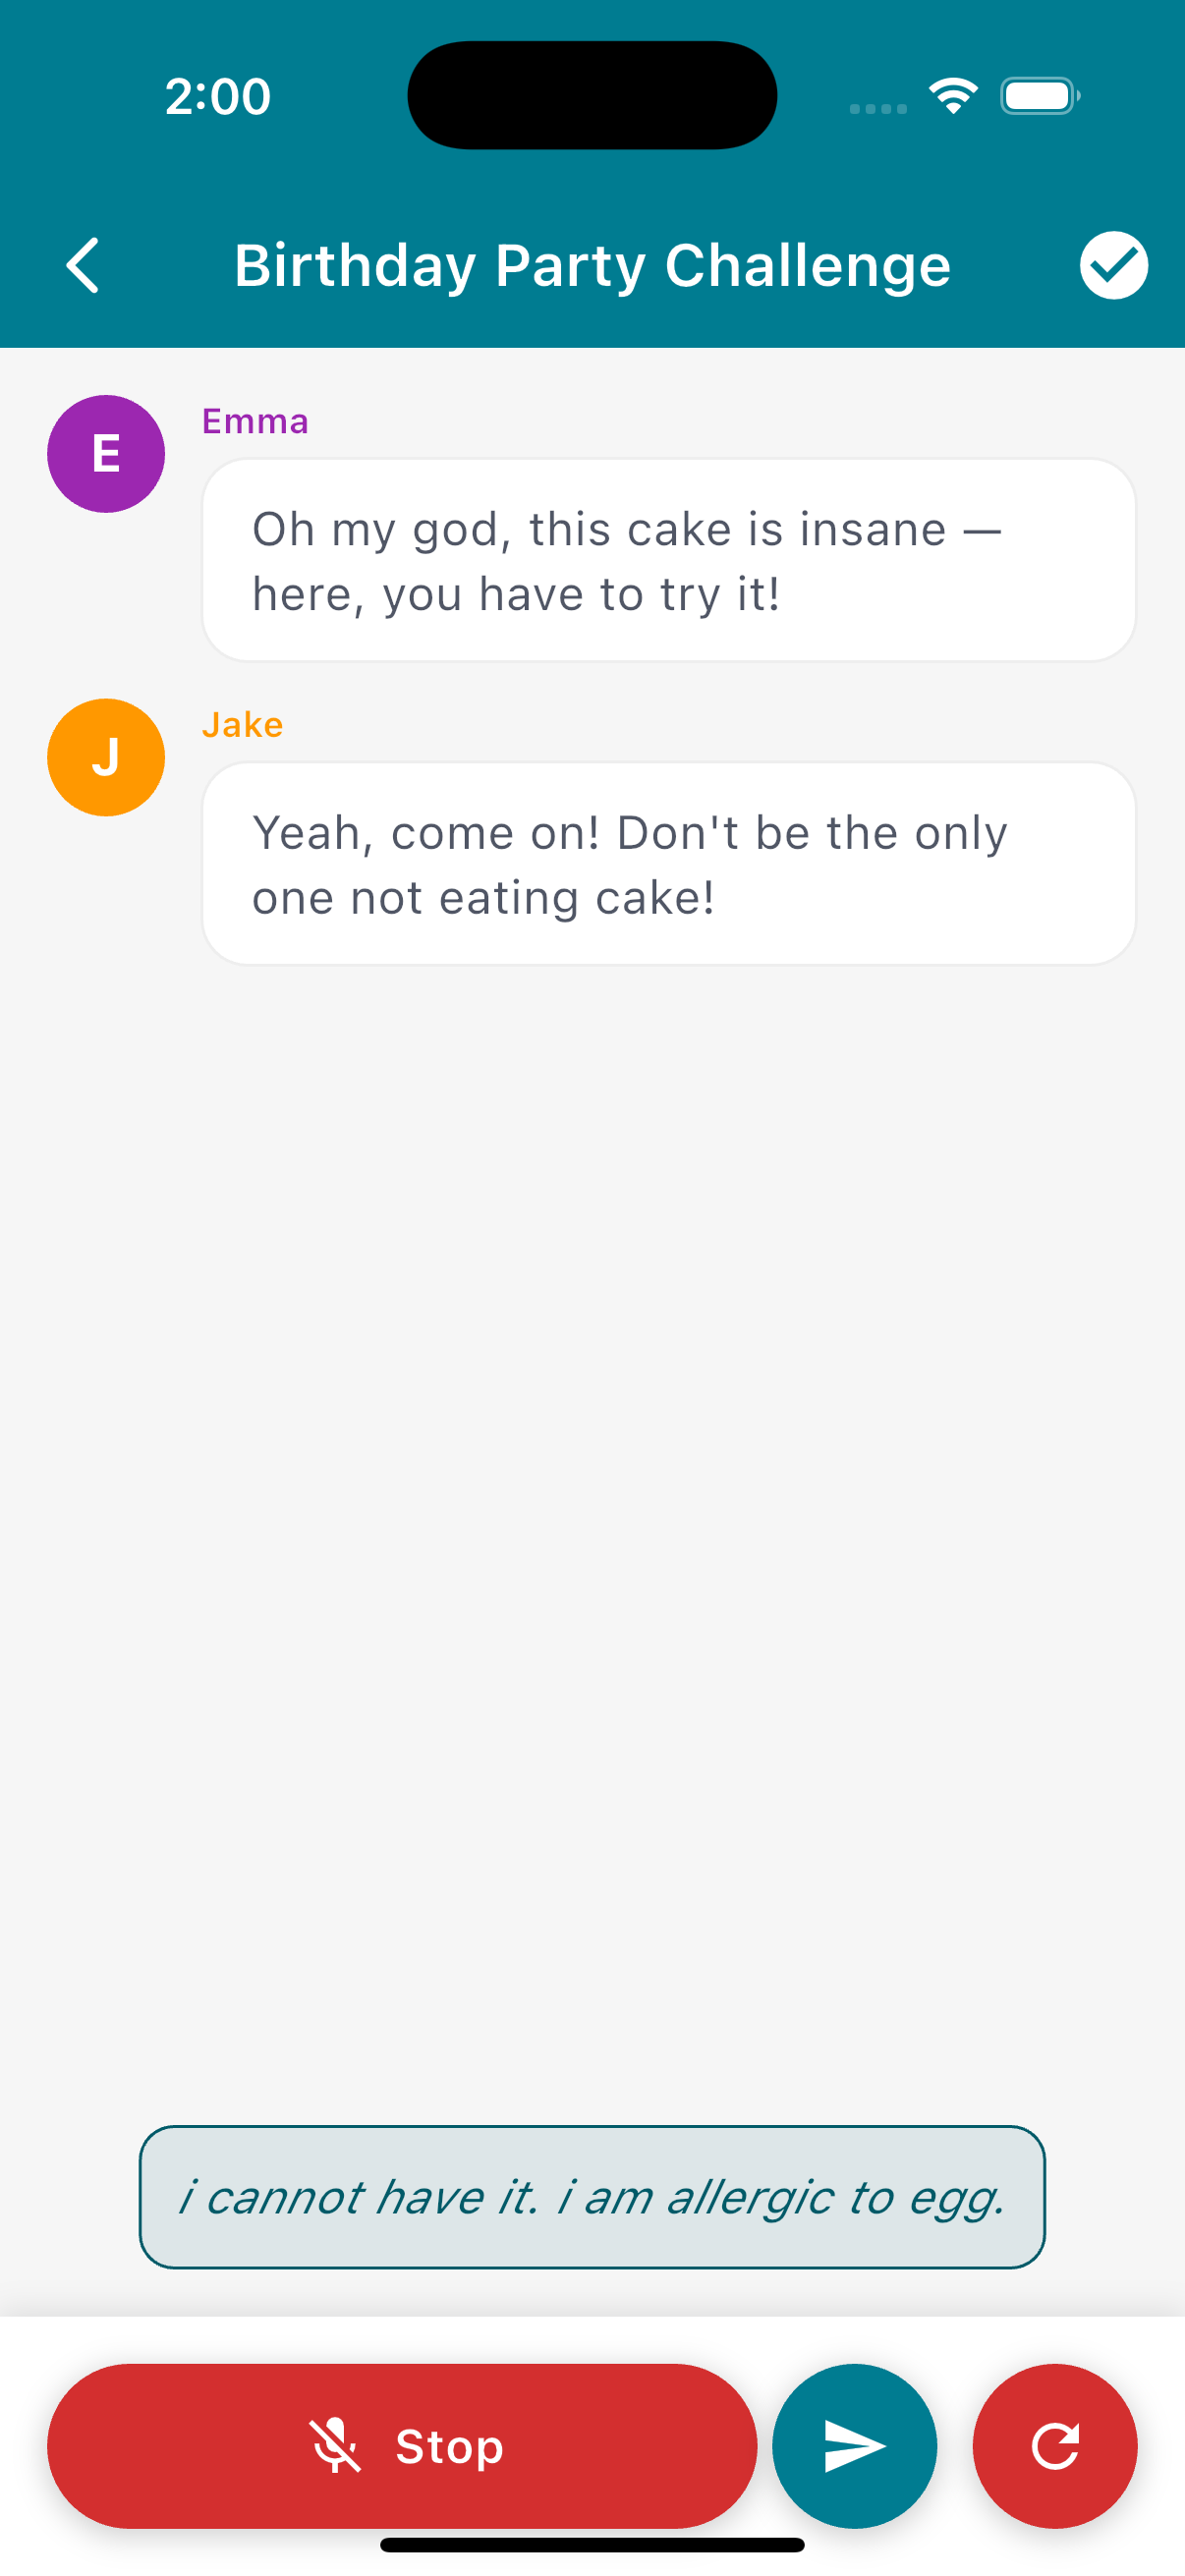 2:00
Birthday Party Challenge
E
Emma
Oh my god, this cake is insane —
here, you have to try it!
J
Jake
Yeah, come on! Don't be the only
one not eating cake!
i cannot have it. i am allergic to egg.
Stop